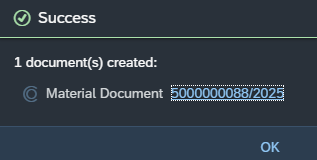 Success
1 document(s) created:
Material Document 5000000088/2025
OK